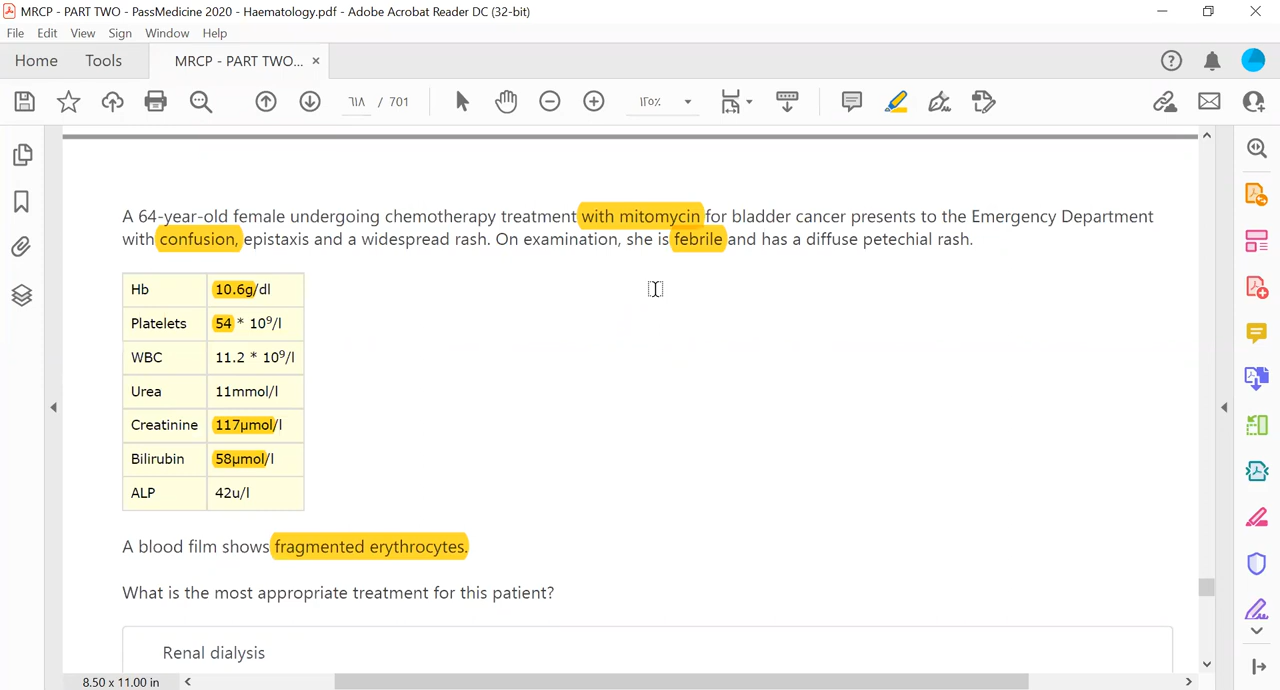 MRCP - PART TWO - PassMedicine 2020 - Haematology.pdf - Adobe Acrobat Reader DC (32-bit)
File Edit View Sign Window Help
Home Tools MRCP - PART TWO... ×
٦١٨ / 701
١٢٠%
A 64-year-old female undergoing chemotherapy treatment with mitomycin for bladder cancer presents to the Emergency Department
with confusion, epistaxis and a widespread rash. On examination, she is febrile and has a diffuse petechial rash.
Hb 10.6g/dl
Platelets 54 * 10⁹/l
WBC 11.2 * 10⁹/l
Urea 11mmol/l
Creatinine 117µmol/l
Bilirubin 58µmol/l
ALP 42u/l
A blood film shows fragmented erythrocytes.
What is the most appropriate treatment for this patient?
Renal dialysis
8.50 x 11.00 in